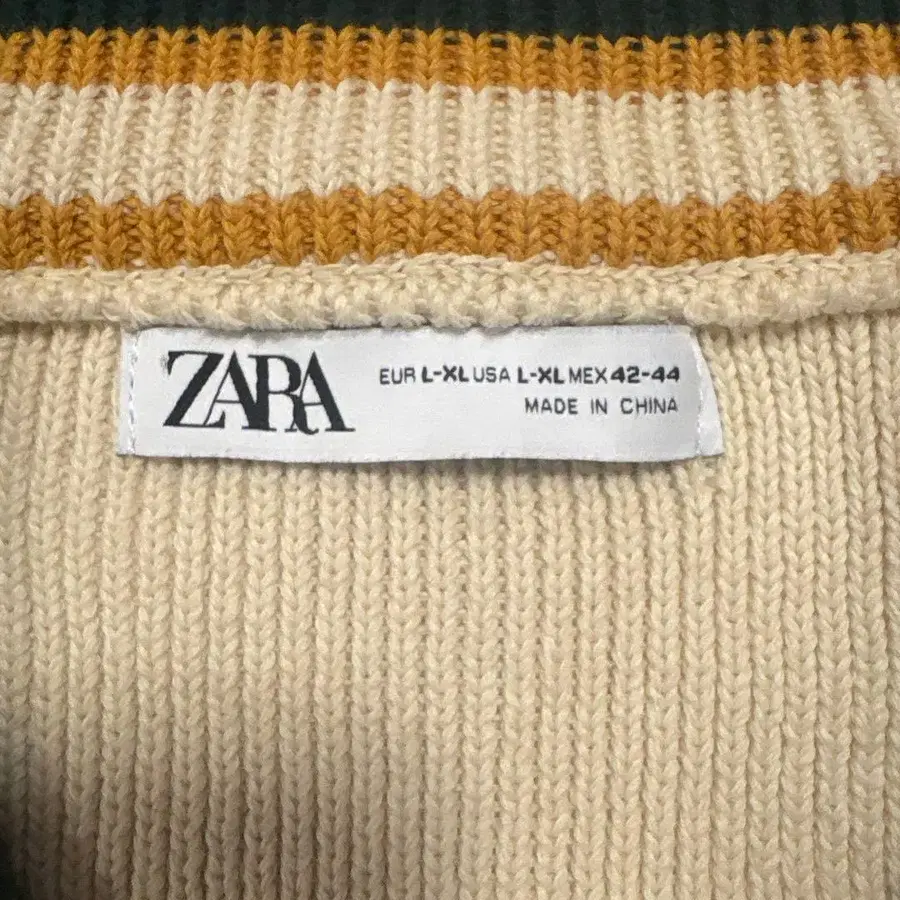 ZARA
EUR L-XL USA L-XL MEX 42-44
MADE IN CHINA